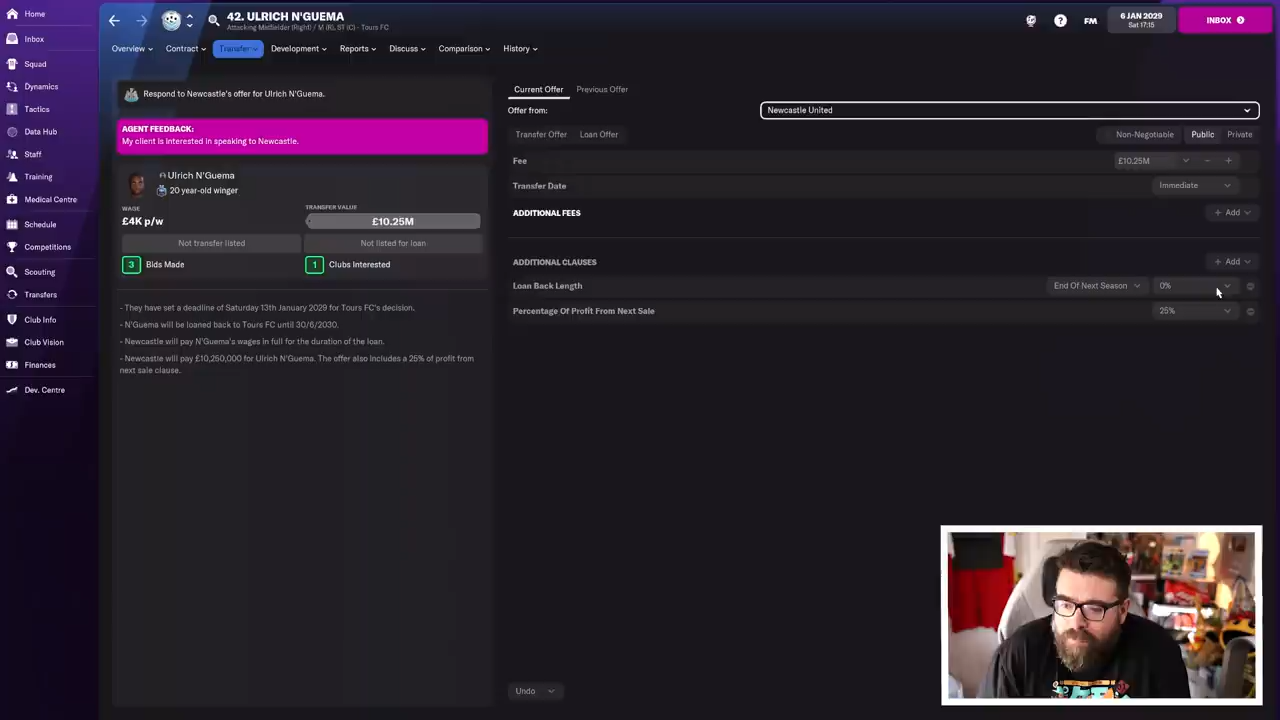 Home
Inbox
Squad
Dynamics
Tactics
Data Hub
Staff
Training
Medical Centre
Schedule
Competitions
Scouting
Transfers
Club Info
Club Vision
Finances
Dev. Centre
42. ULRICH N'GUEMA
Attacking Midfielder (Right) / M (R), ST (C) - Tours FC
FM
6 JAN 2029
Sat 17:15
INBOX
Overview
Contract
Transfer
Development
Reports
Discuss
Comparison
History
Respond to Newcastle's offer for Ulrich N'Guema.
AGENT FEEDBACK:
My client is interested in speaking to Newcastle.
Ulrich N'Guema
20 year-old winger
WAGE
£4K p/w
TRANSFER VALUE
£10.25M
Not transfer listed
Not listed for loan
3 Bids Made
1 Clubs Interested
- They have set a deadline of Saturday 13th January 2029 for Tours FC's decision.
- N'Guema will be loaned back to Tours FC until 30/6/2030.
- Newcastle will pay N'Guema's wages in full for the duration of the loan.
- Newcastle will pay £10,250,000 for Ulrich N'Guema. The offer also includes a 25% of profit from
next sale clause.
Current Offer
Previous Offer
Offer from:
Newcastle United
Transfer Offer
Loan Offer
Non-Negotiable
Public
Private
Fee
£10.25M
Transfer Date
Immediate
ADDITIONAL FEES
+ Add
ADDITIONAL CLAUSES
+ Add
Loan Back Length
End Of Next Season
0%
Percentage Of Profit From Next Sale
25%
Undo